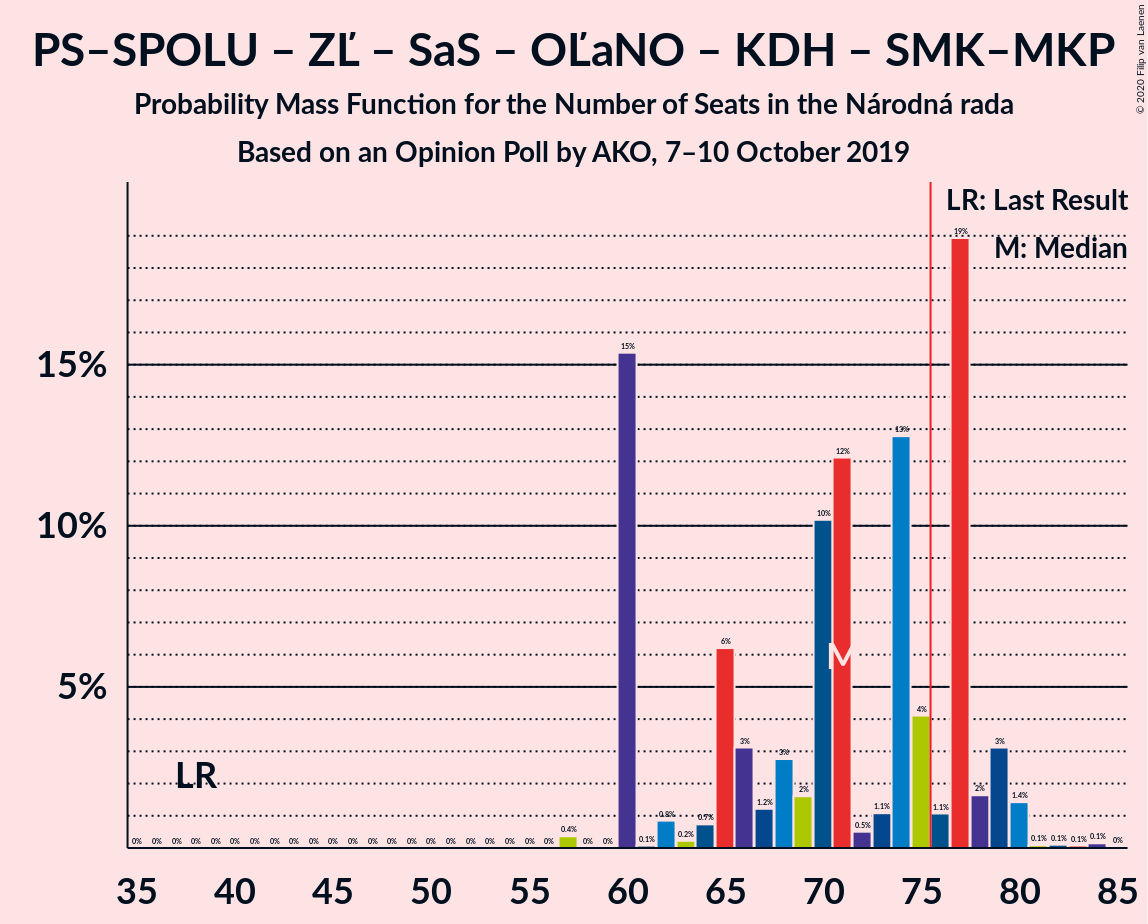 PS–SPOLU – ZĽ – SaS – OĽaNO – KDH – SMK–MKP
Probability Mass Function for the Number of Seats in the Národná rada
Based on an Opinion Poll by AKO, 7–10 October 2019
© 2020 Filip van Laenen
LR: Last Result
M: Median
15%
10%
5%
LR
M
0% 0% 0% 0% 0% 0% 0% 0% 0% 0% 0% 0% 0% 0% 0% 0% 0% 0% 0% 0% 0% 0% 0.4% 0% 0% 15% 0.1% 0.8% 0.2% 0.7% 6% 3% 1.2% 3% 2% 10% 12% 0.5% 1.1% 13% 4% 1.1% 19% 2% 3% 1.4% 0.1% 0.1% 0.1% 0.1% 0%
35 40 45 50 55 60 65 70 75 80 85